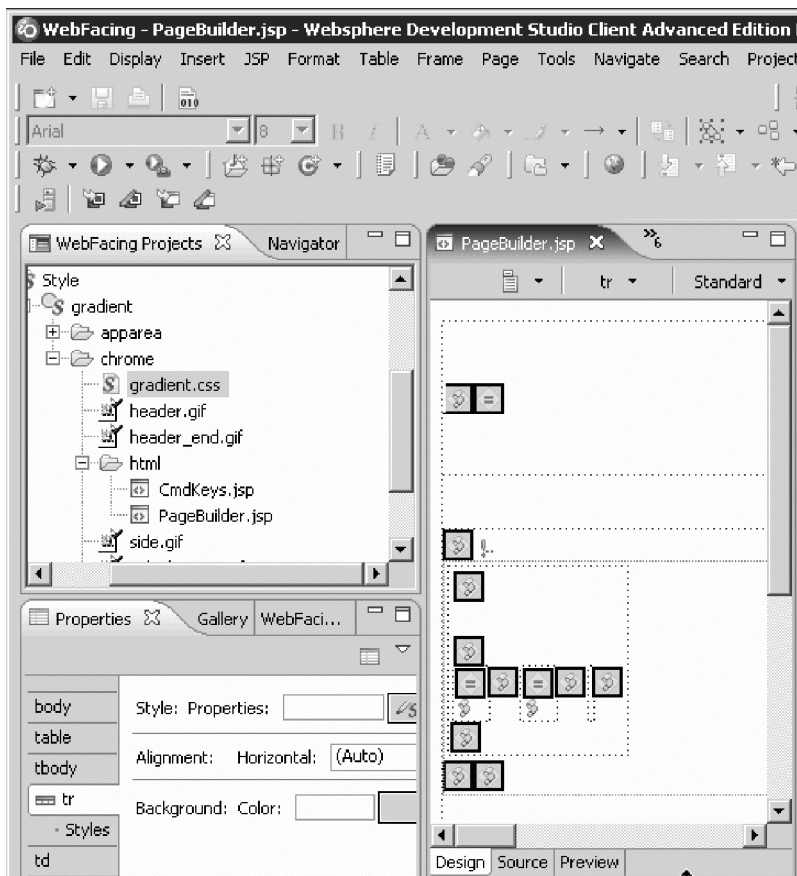 WebFacing - PageBuilder.jsp - Websphere Development Studio Client Advanced Edition
File Edit Display Insert JSP Format Table Frame Page Tools Navigate Search Project
010
Arial 8 B I A
WebFacing Projects Navigator
Style
gradient
apparea
chrome
gradient.css
header.gif
header_end.gif
html
CmdKeys.jsp
PageBuilder.jsp
side.gif
PageBuilder.jsp »6
tr Standard
Properties Gallery WebFaci...
body
table
tbody
tr
· Styles
td
Style: Properties:
Alignment: Horizontal: (Auto)
Background: Color:
Design Source Preview